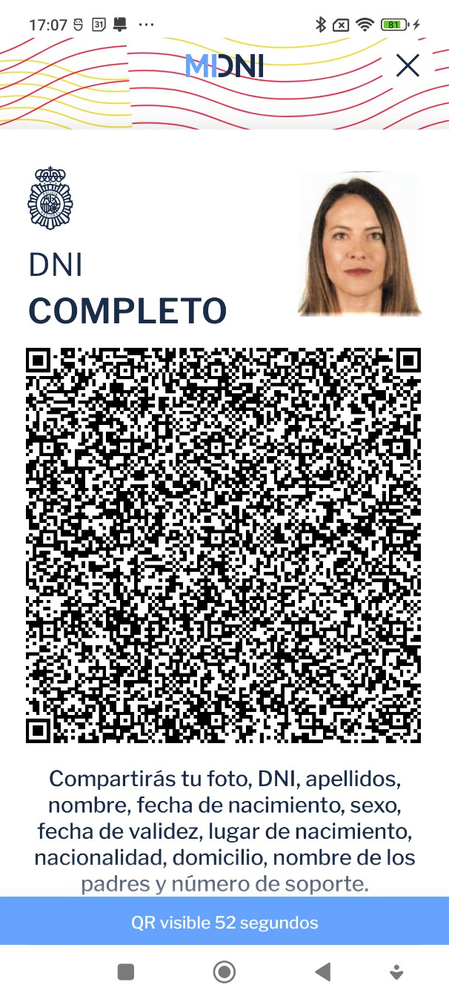 17:07
31
81
MIDNI
DNI
COMPLETO
Compartirás tu foto, DNI, apellidos,
nombre, fecha de nacimiento, sexo,
fecha de validez, lugar de nacimiento,
nacionalidad, domicilio, nombre de los
padres y número de soporte.
QR visible 52 segundos